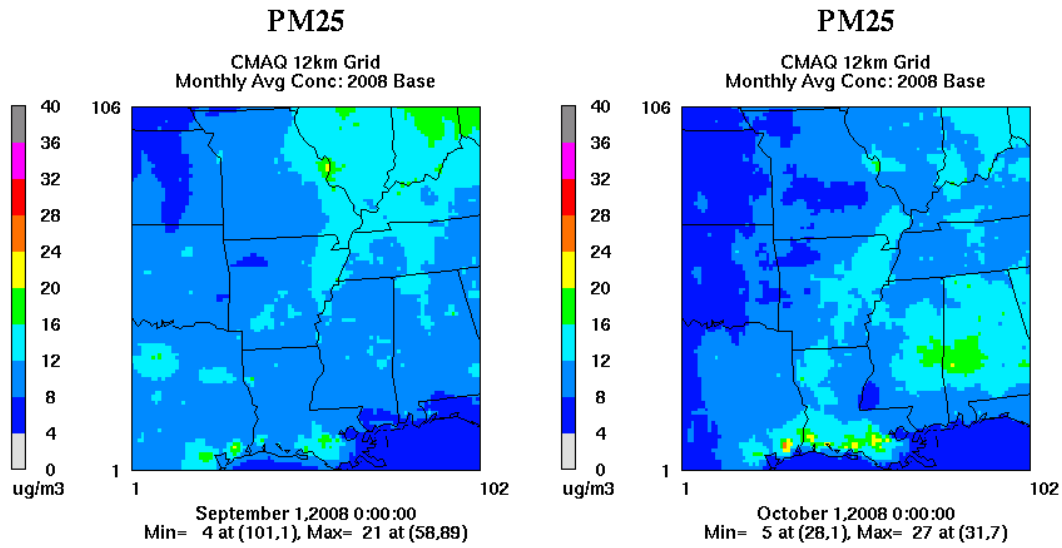 PM25
CMAQ 12km Grid
Monthly Avg Conc: 2008 Base
40
36
32
28
24
20
16
12
8
4
0
ug/m3
106
1
1
102
September 1,2008 0:00:00
Min= 4 at (101,1), Max= 21 at (58,89)
PM25
CMAQ 12km Grid
Monthly Avg Conc: 2008 Base
40
36
32
28
24
20
16
12
8
4
0
ug/m3
106
1
1
102
October 1,2008 0:00:00
Min= 5 at (28,1), Max= 27 at (31,7)